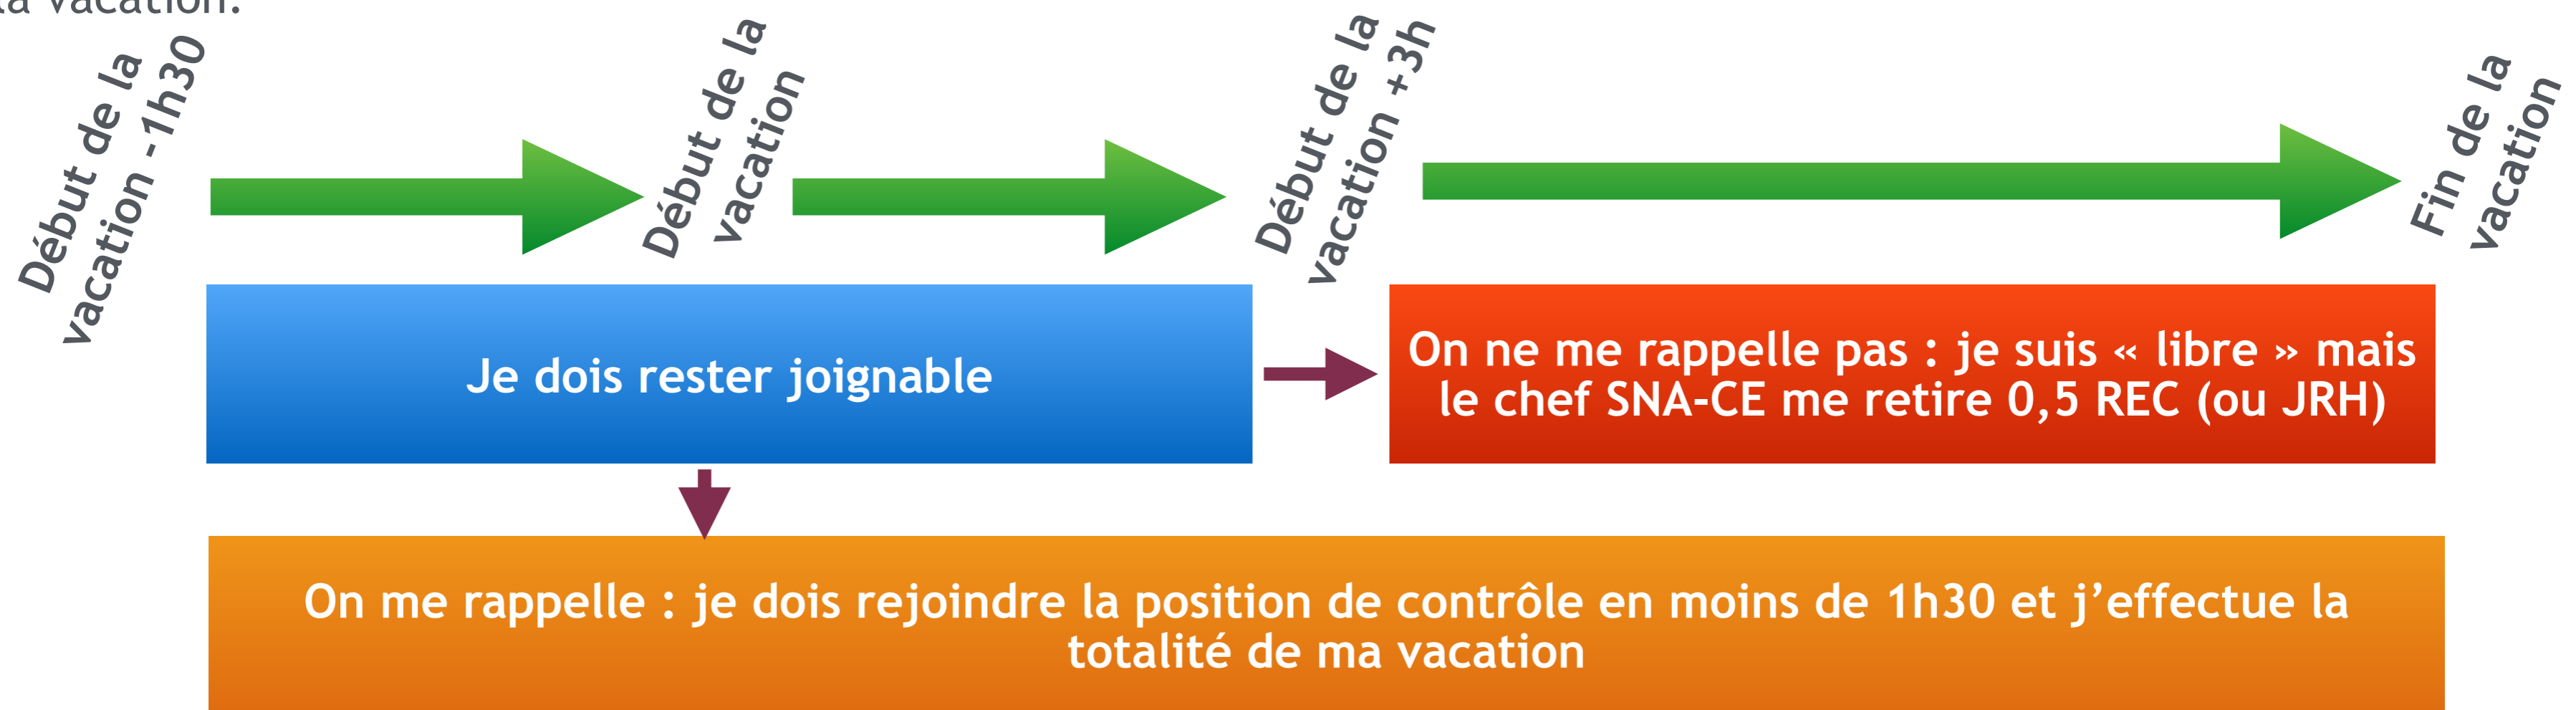 la vacation.
Début de la
vacation -1h30
Début de la
vacation
Début de la
vacation +3h
Fin de la
vacation
Je dois rester joignable
On ne me rappelle pas : je suis « libre » mais
le chef SNA-CE me retire 0,5 REC (ou JRH)
On me rappelle : je dois rejoindre la position de contrôle en moins de 1h30 et j’effectue la
totalité de ma vacation